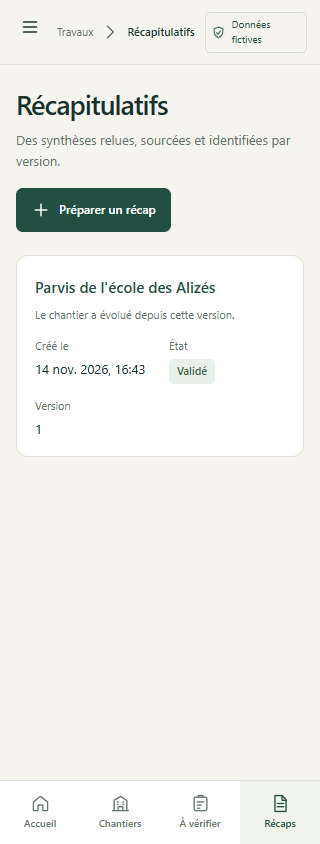 Travaux
Récapitulatifs
Données
fictives
Récapitulatifs
Des synthèses relues, sourcées et identifiées par
version.
Préparer un récap
Parvis de l'école des Alizés
Le chantier a évolué depuis cette version.
Créé le
État
14 nov. 2026, 16:43
Validé
Version
1
Accueil
Chantiers
À vérifier
Récaps